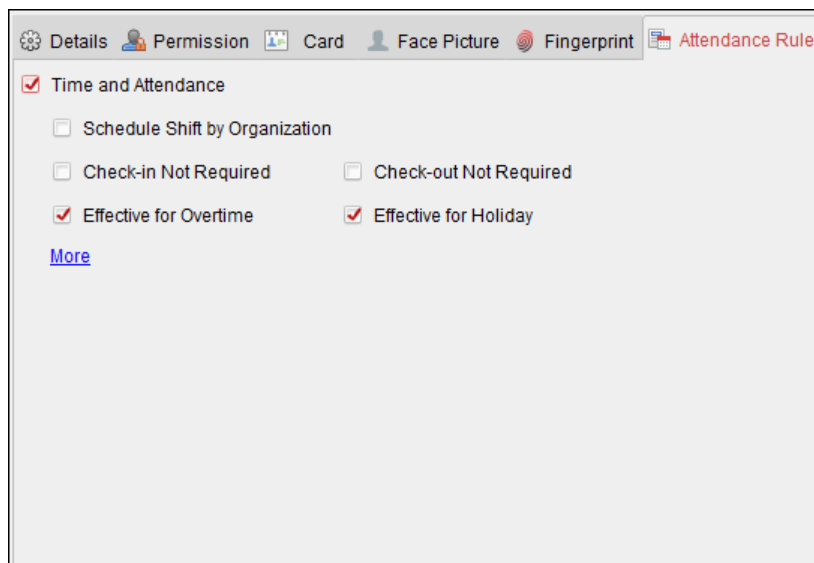 Details Permission Card Face Picture Fingerprint Attendance Rule
Time and Attendance
Schedule Shift by Organization
Check-in Not Required Check-out Not Required
Effective for Overtime Effective for Holiday
More